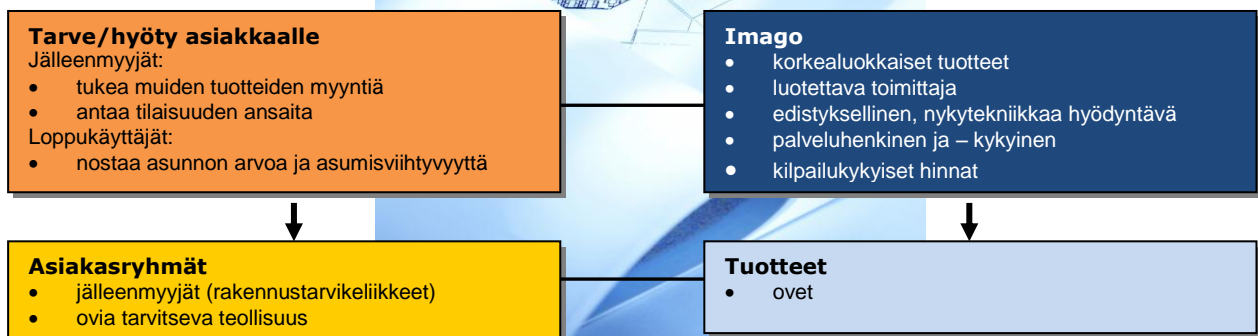 Tarve/hyöty asiakkaalle
Jälleenmyyjät:
• tukea muiden tuotteiden myyntiä
• antaa tilaisuuden ansaita
Loppukäyttäjät:
• nostaa asunnon arvoa ja asumisviihtyvyyttä
Imago
• korkealuokkaiset tuotteet
• luotettava toimittaja
• edistyksellinen, nykytekniikkaa hyödyntävä
• palveluhenkinen ja – kykyinen
• kilpailukykyiset hinnat
Asiakasryhmät
• jälleenmyyjät (rakennustarvikeliikkeet)
• ovia tarvitseva teollisuus
Tuotteet
• ovet